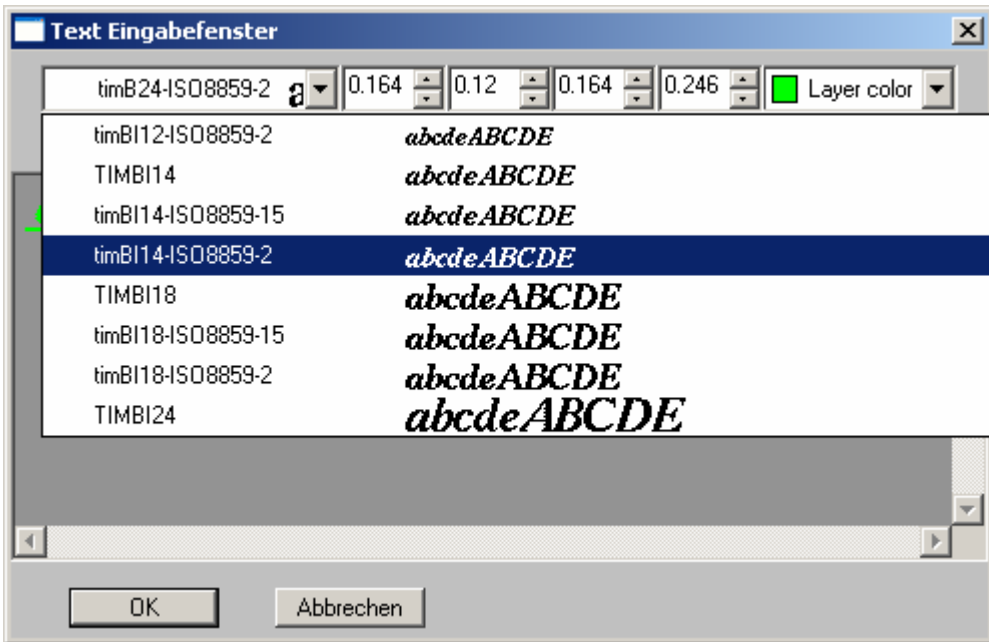 Text Eingabefenster
timB24-ISO8859-2 a 0.164 0.12 0.164 0.246 Layer color
timBI12-ISO8859-2 abcdeABCDE
TIMBI14 abcdeABCDE
timBI14-ISO8859-15 abcdeABCDE
timBI14-ISO8859-2 abcdeABCDE
TIMBI18 abcdeABCDE
timBI18-ISO8859-15 abcdeABCDE
timBI18-ISO8859-2 abcdeABCDE
TIMBI24 abcdeABCDE
OK Abbrechen